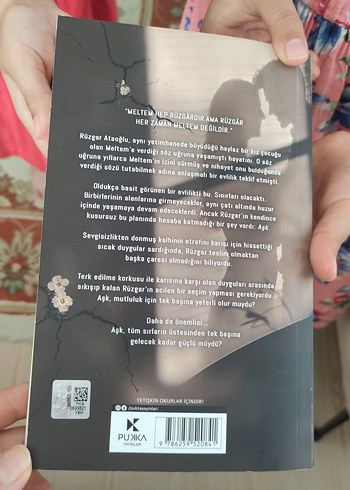 "MELTEM HEP RÜZGÂRDIR AMA RÜZGÂR
HER ZAMAN MELTEM DEĞİLDİR."
Rüzgar Ataoğlu, aynı yetimhanede büyüdüğü haylaz bir kız çocuğu
olan Meltem'e verdiği söz uğruna yaşamıştı hayatını. O söz
uğruna yıllarca Meltem'in izini sürmüş ve nihayet onu bulduğunda
verdiği sözü tutabilmek adına anlaşmalı bir evlilik teklif etmişti.
Oldukça basit görünen bir evlilikti bu. Sınırları olacaktı.
Birbirlerinin alanlarına girmeyecekler, aynı çatı altında huzur
içinde yaşamaya devam edeceklerdi. Ancak Rüzgar'ın kendince
kusursuz bu planında hesaba katmadığı bir şey vardı: Aşk.
Sevgisizlikten donmuş kalbinin etrafını karısı için hissettiği
sıcak duygular sardığında, Rüzgar teslim olmaktan
başka çaresi olmadığını biliyordu.
Terk edilme korkusu ile karısına karşı olan duyguları arasında
sıkışıp kalan Rüzgar'ın acilen bir seçim yapması gerekiyordu.
Aşk, mutluluk için tek başına yeterli olur muydu?
Daha da önemlisi...
Aşk, tüm sırların üstesinden tek başına
gelecek kadar güçlü müydü?
YETİŞKİN OKURLAR İÇİNDİR!
/pukkayayinlari
PUKKA
YAYINLARI
9 786259 520841